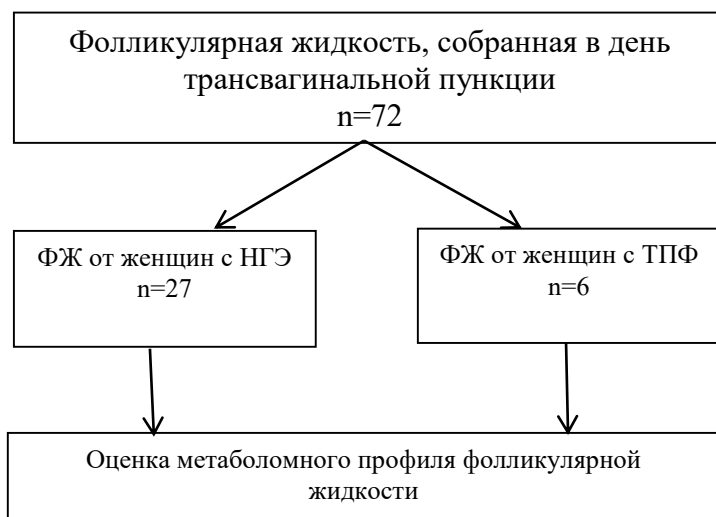 Фолликулярная жидкость, собранная в день
трансвагинальной пункции
n=72
ФЖ от женщин с НГЭ
n=27
ФЖ от женщин с ТПФ
n=6
Оценка метаболомного профиля фолликулярной
жидкости